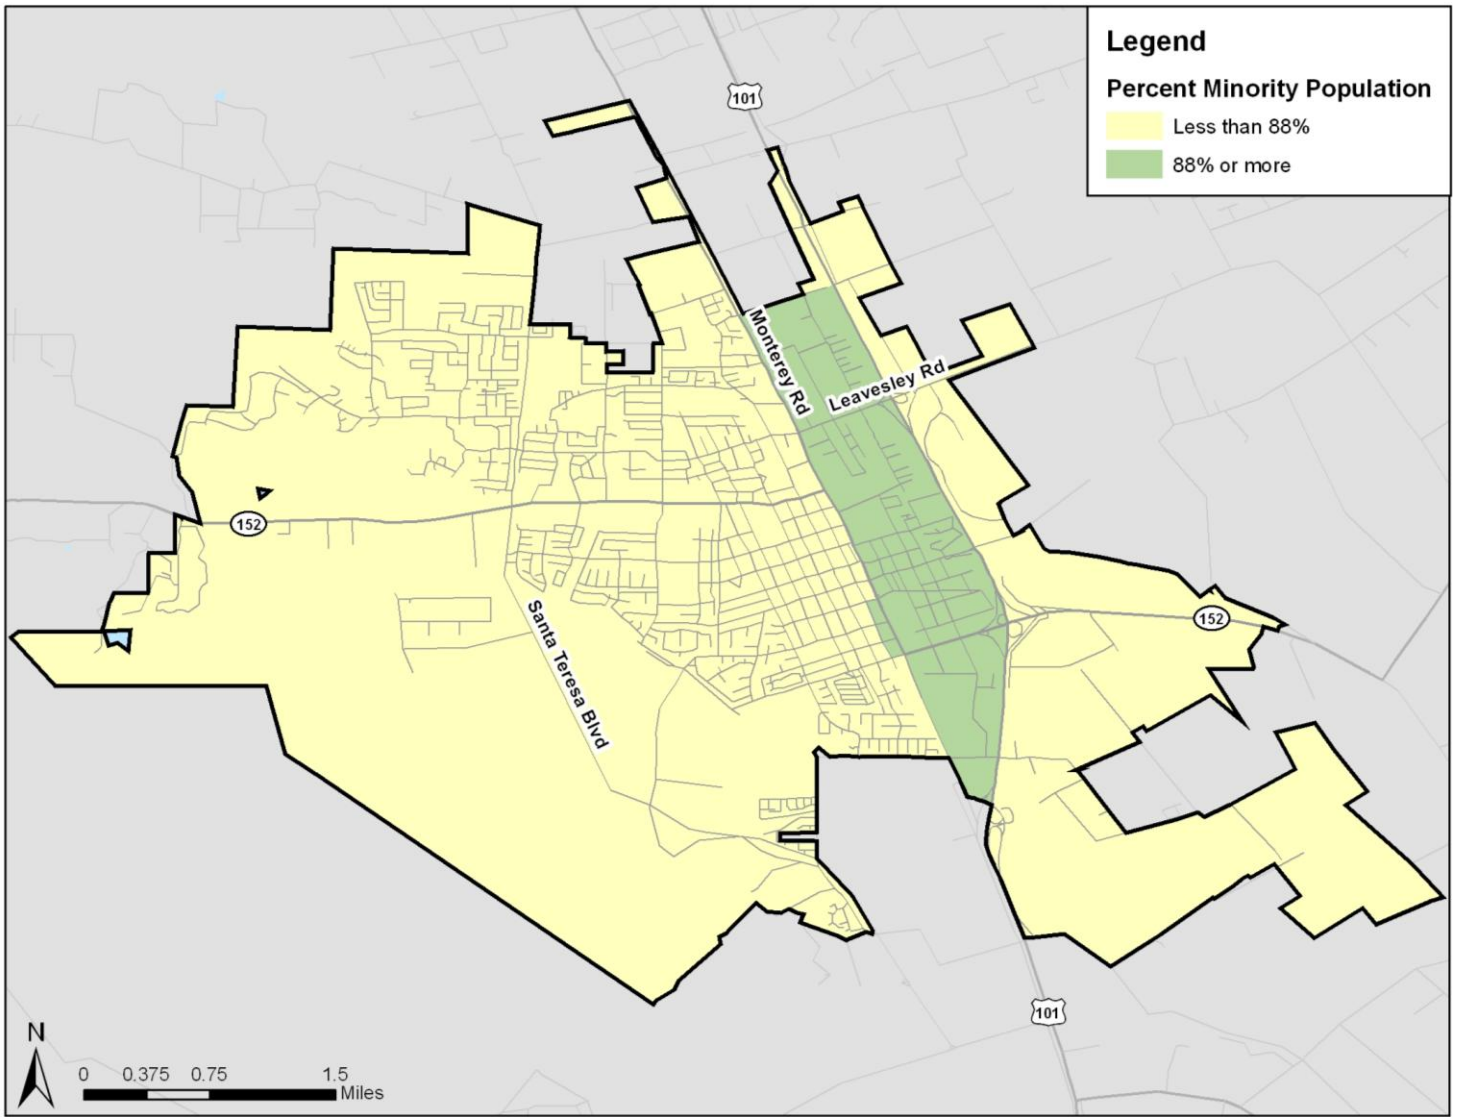 Legend
Percent Minority Population
Less than 88%
88% or more
101
Monterey Rd
Leavesley Rd
152
152
Santa Teresa Blvd
101
N
0 0.375 0.75 1.5
Miles